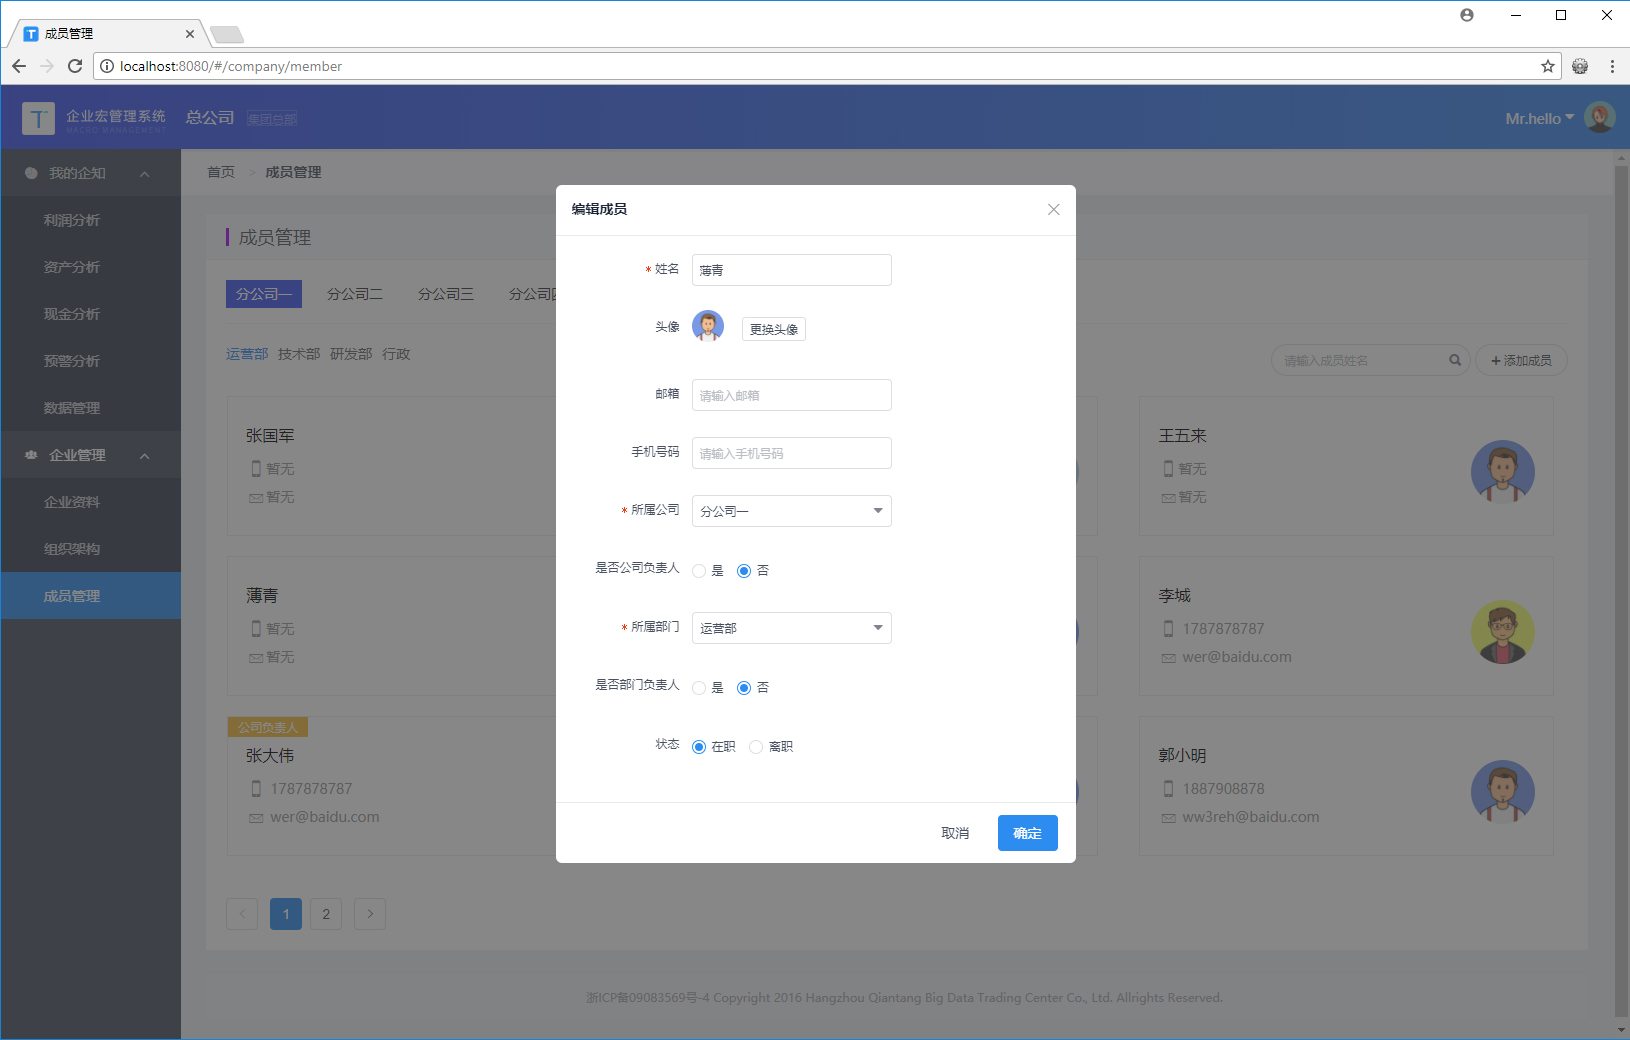 成员管理
localhost:8080/#/company/member
企业宏管理系统
MACRO MANAGEMENT
总公司 集团总部
Mr.hello
我的企知
利润分析
资产分析
现金分析
预警分析
数据管理
企业管理
企业资料
组织架构
成员管理
首页 > 成员管理
成员管理
分公司一 分公司二 分公司三 分公司
运营部 技术部 研发部 行政
请输入成员姓名
+添加成员
张国军
暂无
暂无
王五来
暂无
暂无
薄青
暂无
暂无
李城
1787878787
wer@baidu.com
公司负责人
张大伟
1787878787
wer@baidu.com
郭小明
1887908878
ww3reh@baidu.com
< 1 2 >
编辑成员
* 姓名 薄青
头像 更换头像
邮箱 请输入邮箱
手机号码 请输入手机号码
* 所属公司 分公司一
是否公司负责人 是 否
* 所属部门 运营部
是否部门负责人 是 否
状态 在职 离职
取消 确定
浙ICP备09083569号-4 Copyright 2016 Hangzhou Qiantang Big Data Trading Center Co., Ltd. Allrights Reserved.